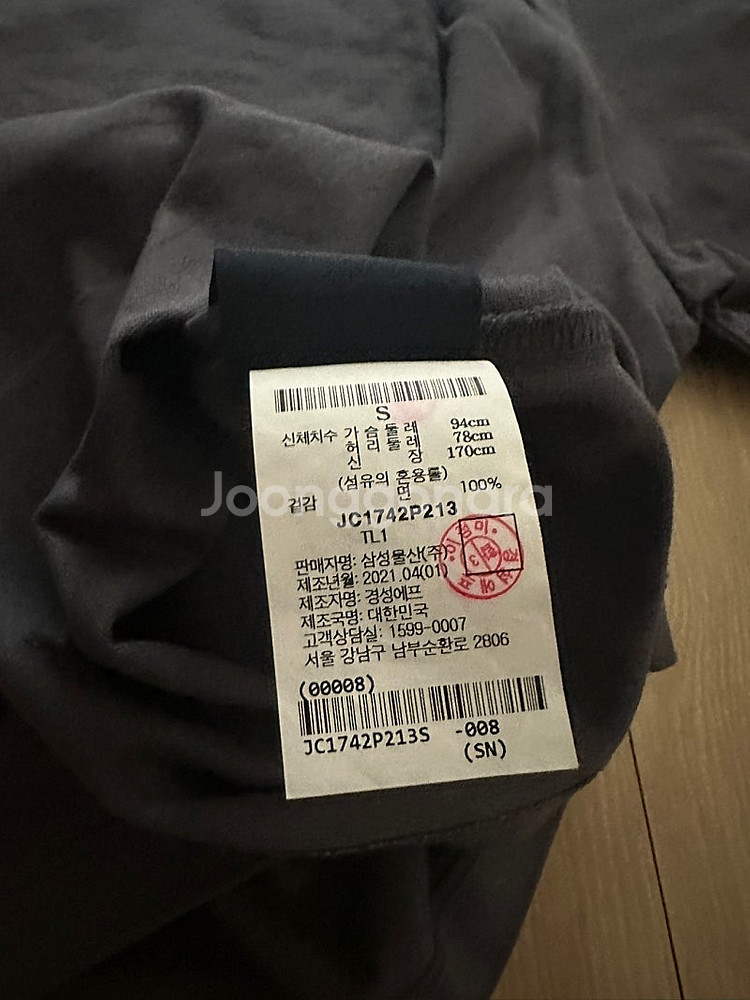 S
신체치수 가슴둘레 94cm
허리둘레 78cm
신 장 170cm
(섬유의 혼용률)
겉감 면 100%
Joonggonara
JC1742P213
TL1
판매자명: 삼성물산(주)
제조년월: 2021.04(01)
제조자명: 경성에프
제조국명: 대한민국
고객상담실: 1599-0007
서울 강남구 남부순환로 2806
(00008)
JC1742P213S -008
(SN)